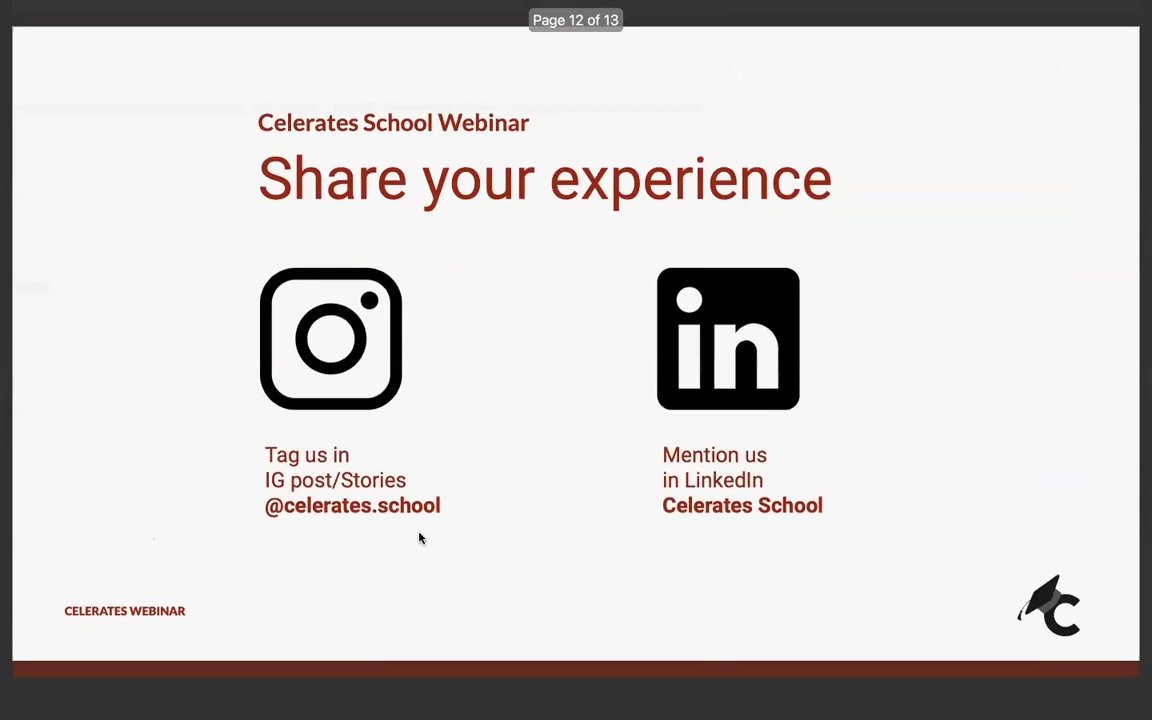 Page 12 of 13
Celerates School Webinar
Share your experience
Tag us in
IG post/Stories
@celerates.school
Mention us
in LinkedIn
Celerates School
CELERATES WEBINAR